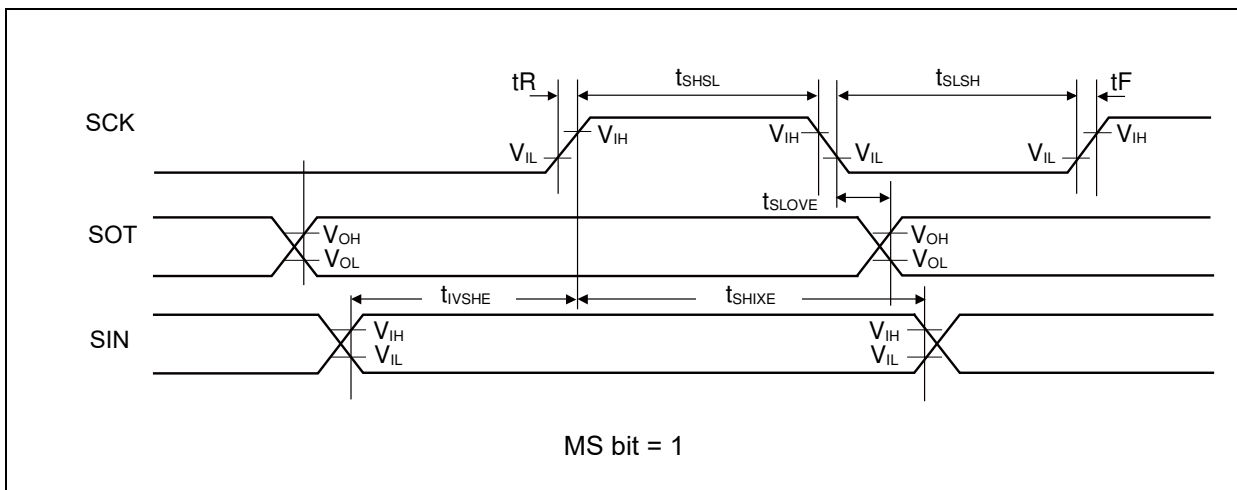 tR tSHSL tSLSH tF
SCK VIH VIH VIH
VIL VIL VIL
tSLOVE
SOT VOH VOH
VOL VOL
tIVSHE tSHIXE
SIN VIH VIH
VIL VIL
MS bit = 1